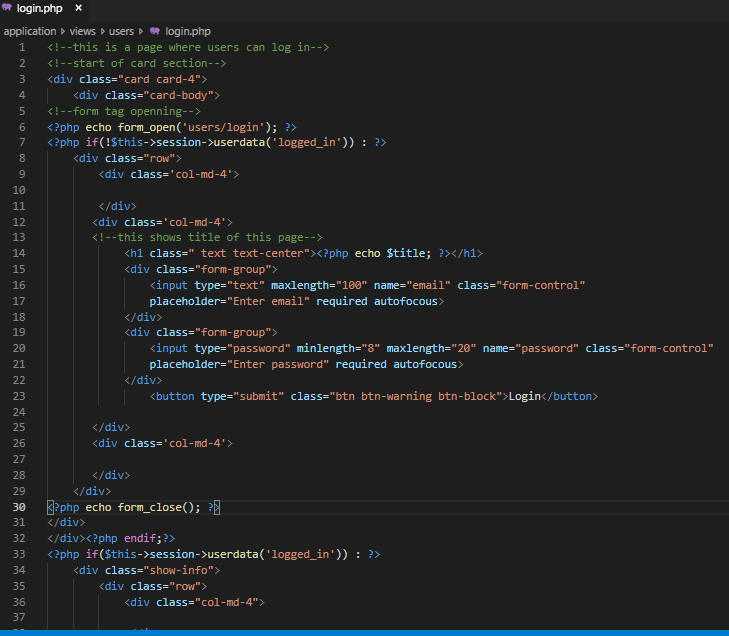 login.php ×
application > views > users > login.php
1 <!--this is a page where users can log in-->
2 <!--start of card section-->
3 <div class="card card-4">
4 <div class="card-body">
5 <!--form tag openning-->
6 <?php echo form_open('users/login'); ?>
7 <?php if(!$this->session->userdata('logged_in')) : ?>
8 <div class="row">
9 <div class='col-md-4'>
10
11 </div>
12 <div class='col-md-4'>
13 <!--this shows title of this page-->
14 <h1 class=" text text-center"><?php echo $title; ?></h1>
15 <div class="form-group">
16 <input type="text" maxlength="100" name="email" class="form-control"
17 placeholder="Enter email" required autofocous>
18 </div>
19 <div class="form-group">
20 <input type="password" minlength="8" maxlength="20" name="password" class="form-control"
21 placeholder="Enter password" required autofocous>
22 </div>
23 <button type="submit" class="btn btn-warning btn-block">Login</button>
24
25 </div>
26 <div class='col-md-4'>
27
28 </div>
29 </div>
30 <?php echo form_close(); ?>
31 </div>
32 </div><?php endif;?>
33 <?php if($this->session->userdata('logged_in')) : ?>
34 <div class="show-info">
35 <div class="row">
36 <div class="col-md-4">
37